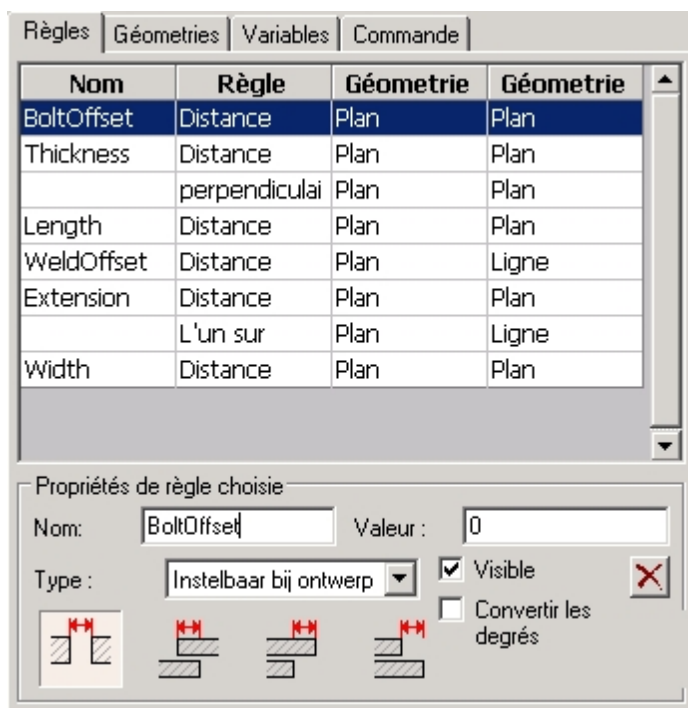 Règles Géometries Variables Commande
Nom Règle Géometrie Géometrie
BoltOffset Distance Plan Plan
Thickness Distance Plan Plan
perpendiculai Plan Plan
Length Distance Plan Plan
WeldOffset Distance Plan Ligne
Extension Distance Plan Plan
L'un sur Plan Ligne
Width Distance Plan Plan
Propriétés de règle choisie
Nom: BoltOffset Valeur : 0
Type : Instelbaar bij ontwerp Visible
Convertir les
degrés